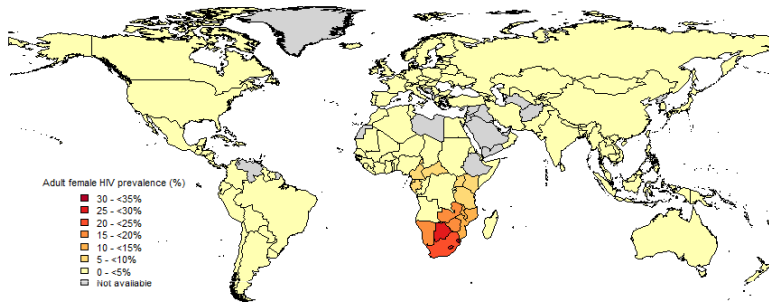 Adult female HIV prevalence (%)
30 - <35%
25 - <30%
20 - <25%
15 - <20%
10 - <15%
5 - <10%
0 - <5%
Not available